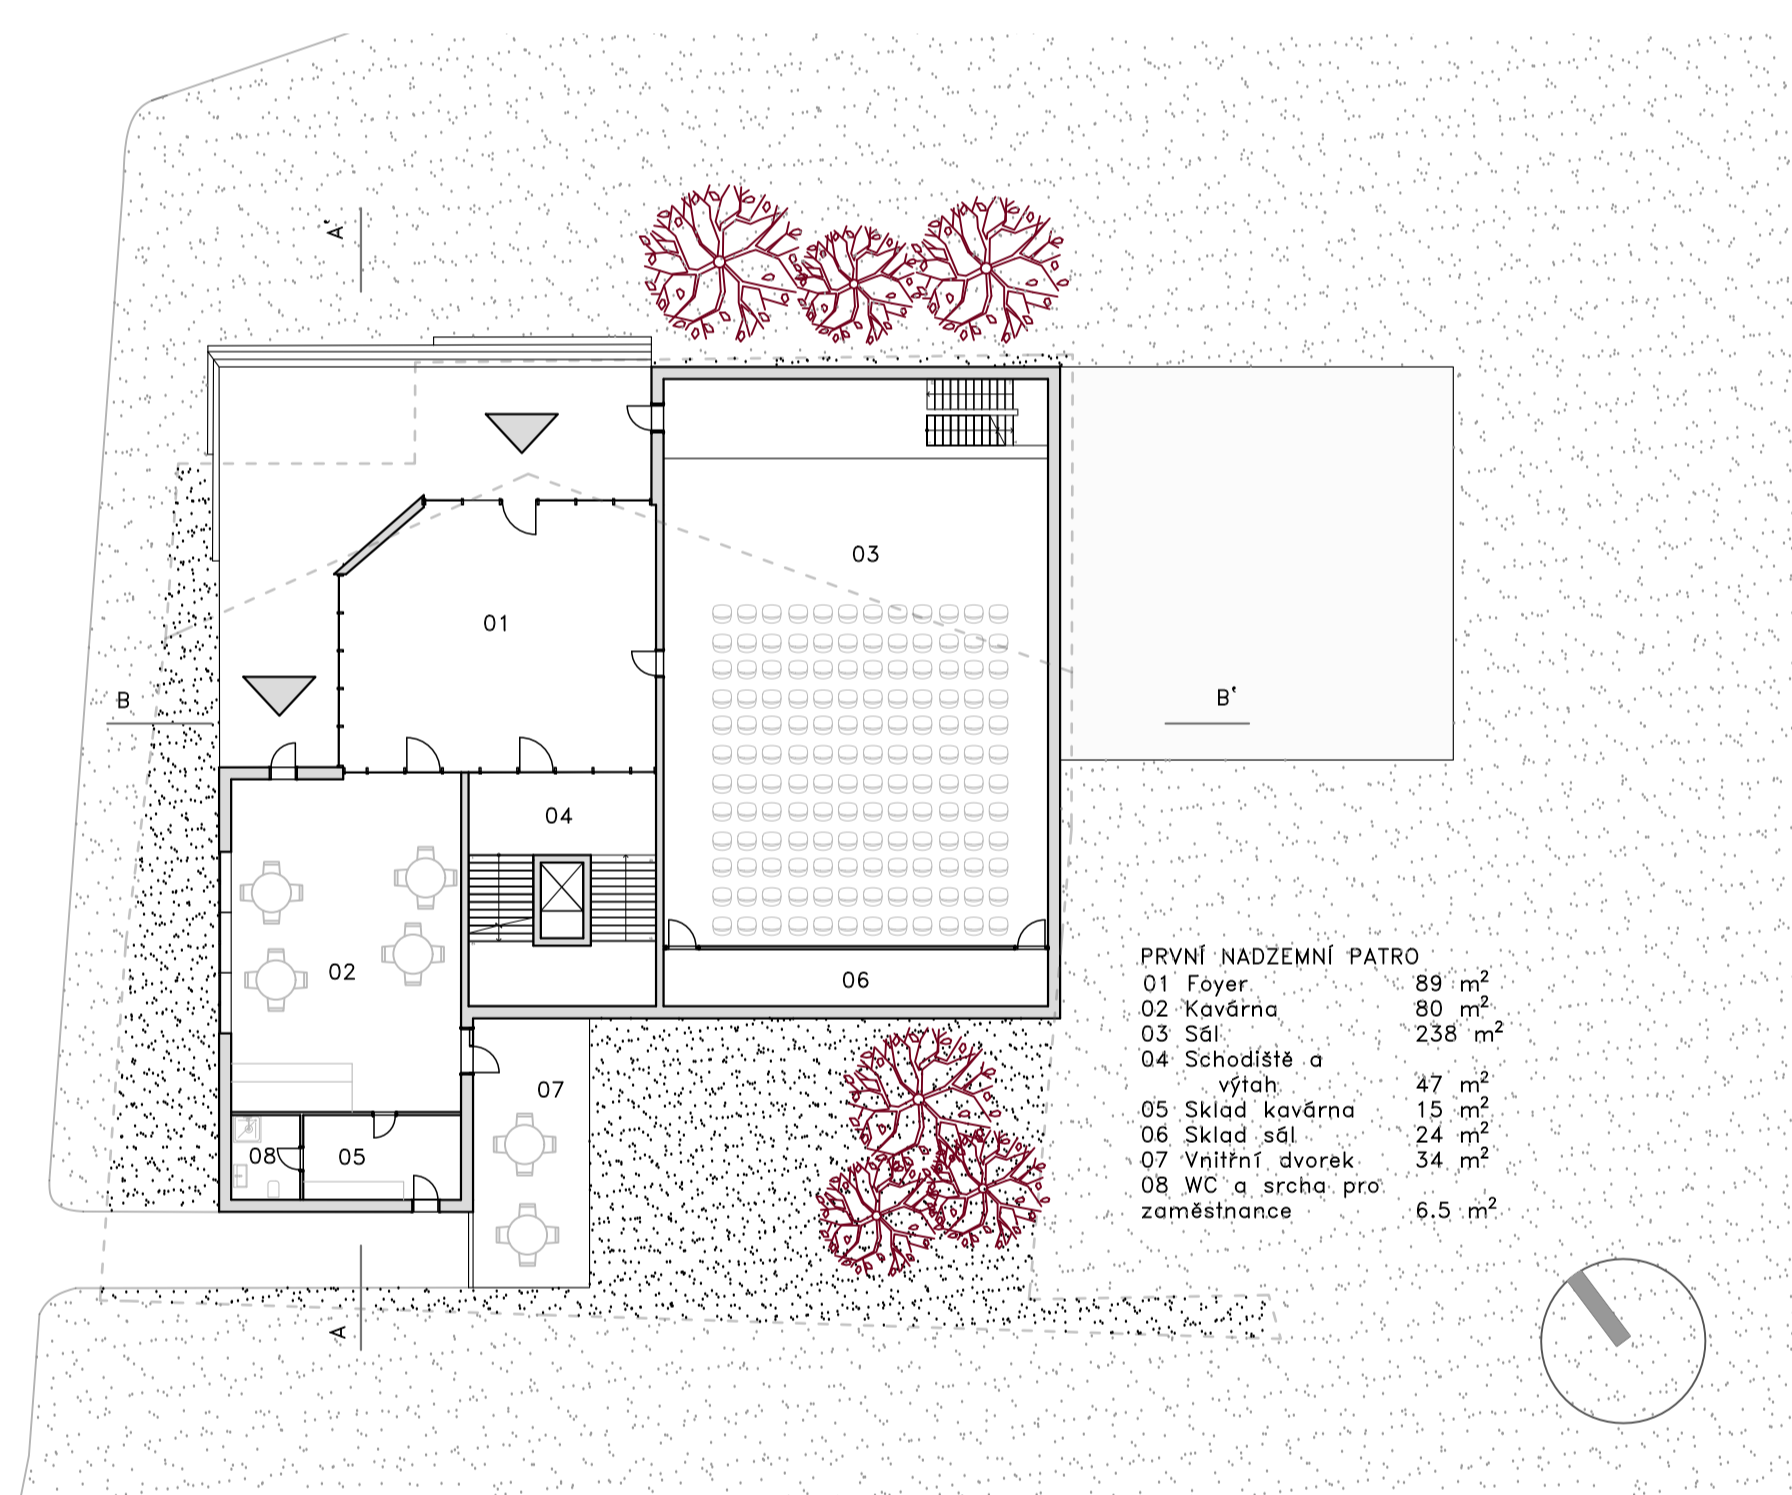 A'
03
01
B
B'
04
02
06
07
08
05
A
PRVNÍ NADZEMNÍ PATRO
01 Foyer 89 m²
02 Kavárna 80 m²
03 Sál 238 m²
04 Schodiště a
výtah 47 m²
05 Sklad kavárna 15 m²
06 Sklad sál 24 m²
07 Vnitřní dvorek 34 m²
08 WC a srcha pro
zaměstnance 6.5 m²